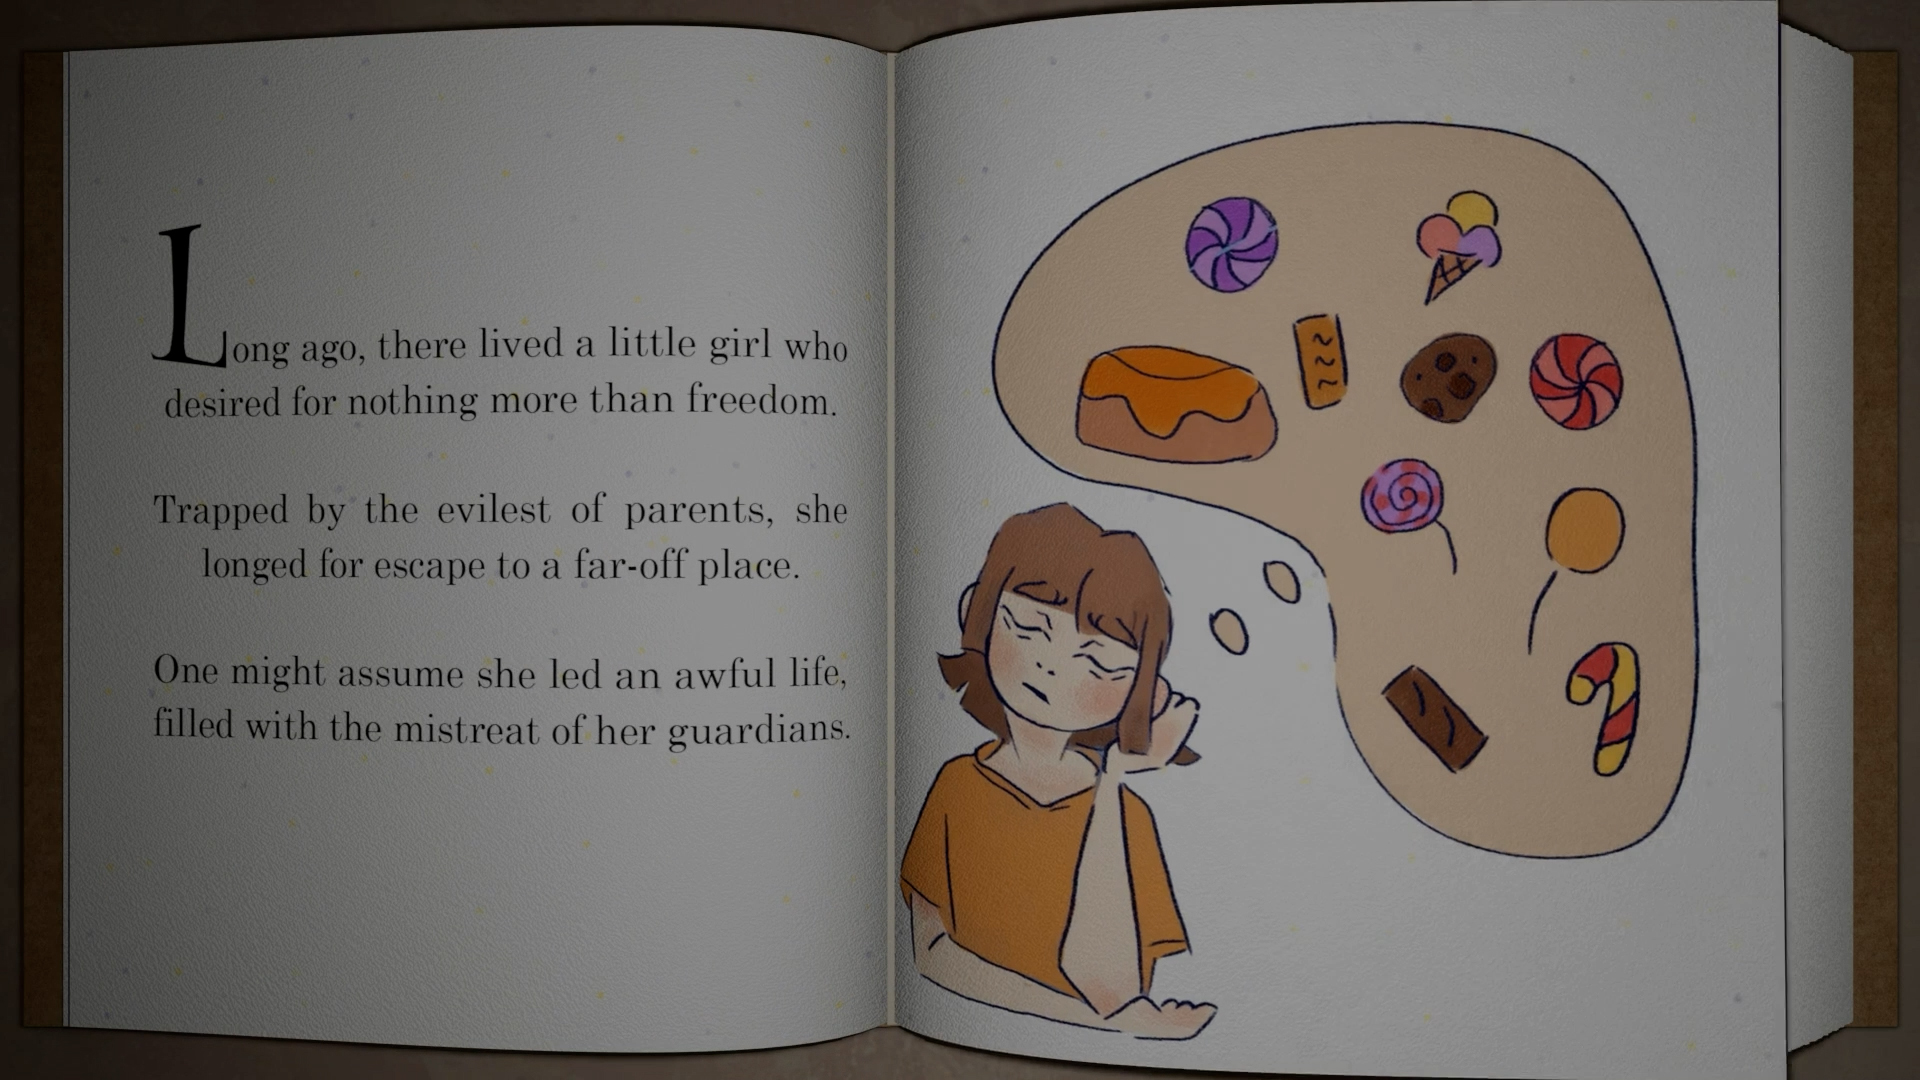 Long ago, there lived a little girl who
desired for nothing more than freedom.
Trapped by the evilest of parents, she
longed for escape to a far-off place.
One might assume she led an awful life,
filled with the mistreat of her guardians.